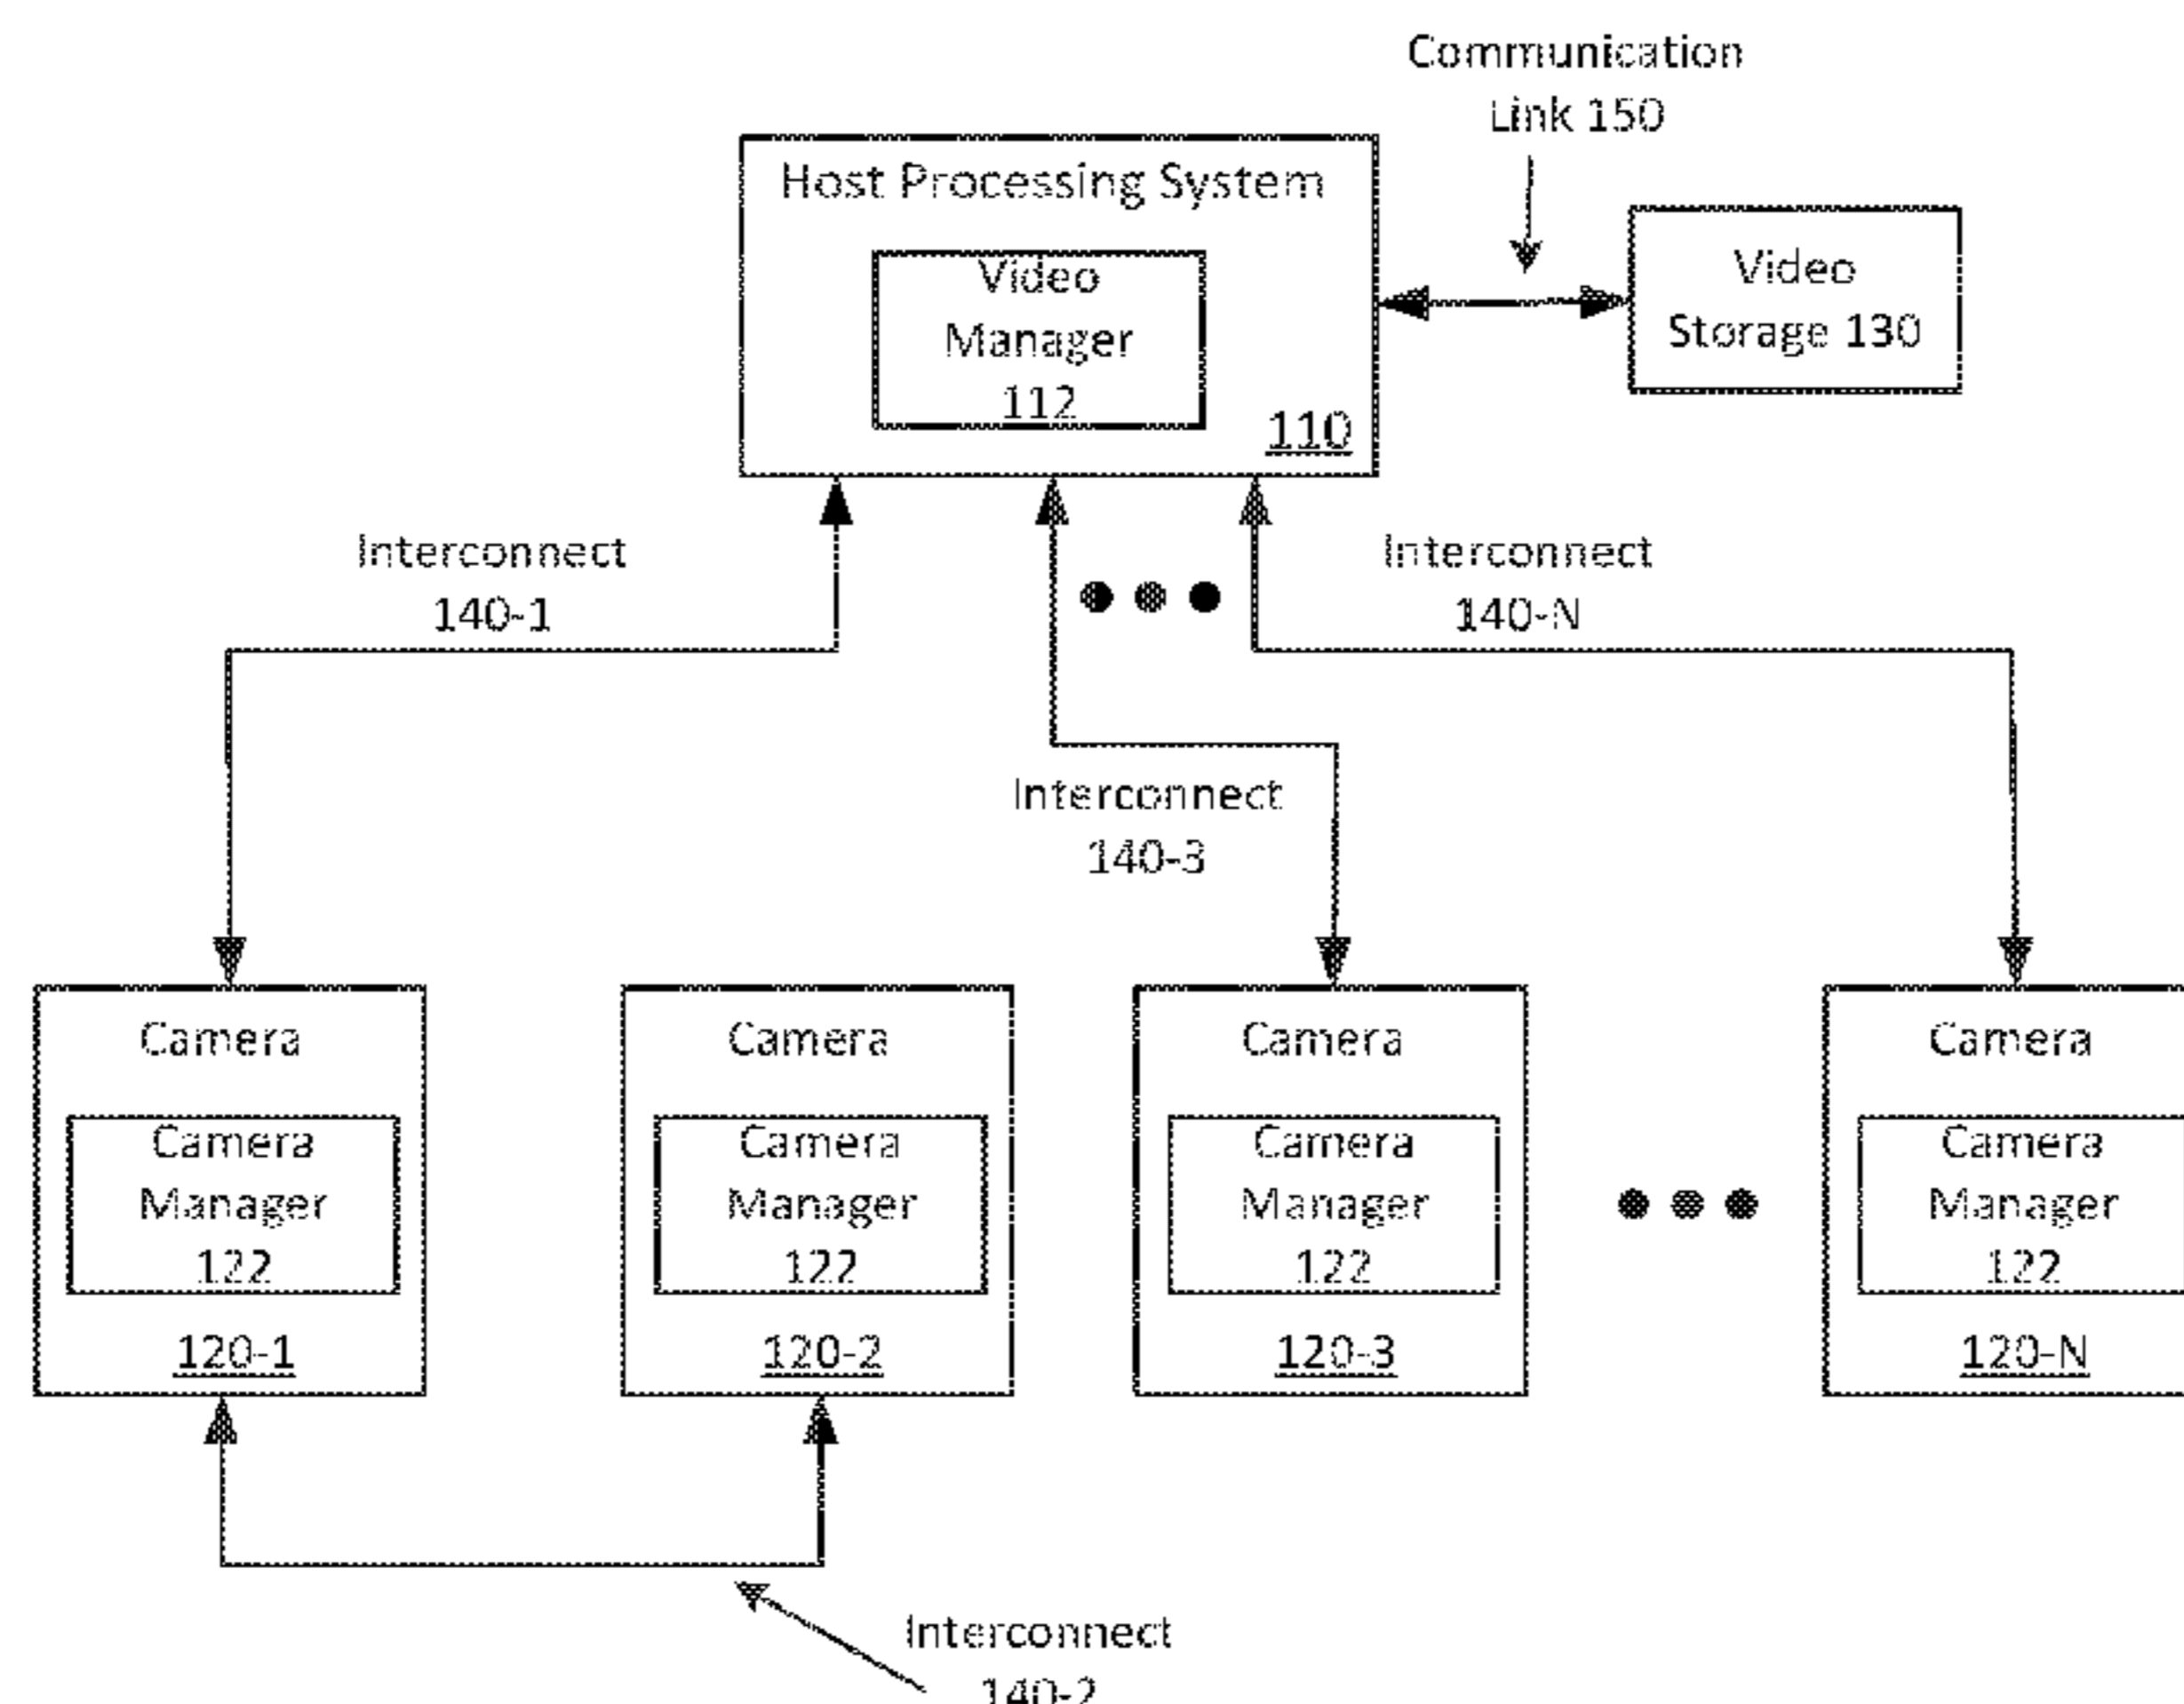 Communication
Link 150
Host Processing System
Video
Manager
112
110
Video
Storage 130
Interconnect
140-1
Interconnect
140-N
Interconnect
140-3
Camera
Camera
Manager
122
120-1
Camera
Camera
Manager
122
120-2
Camera
Camera
Manager
122
120-3
Camera
Camera
Manager
122
120-N
Interconnect
140-2